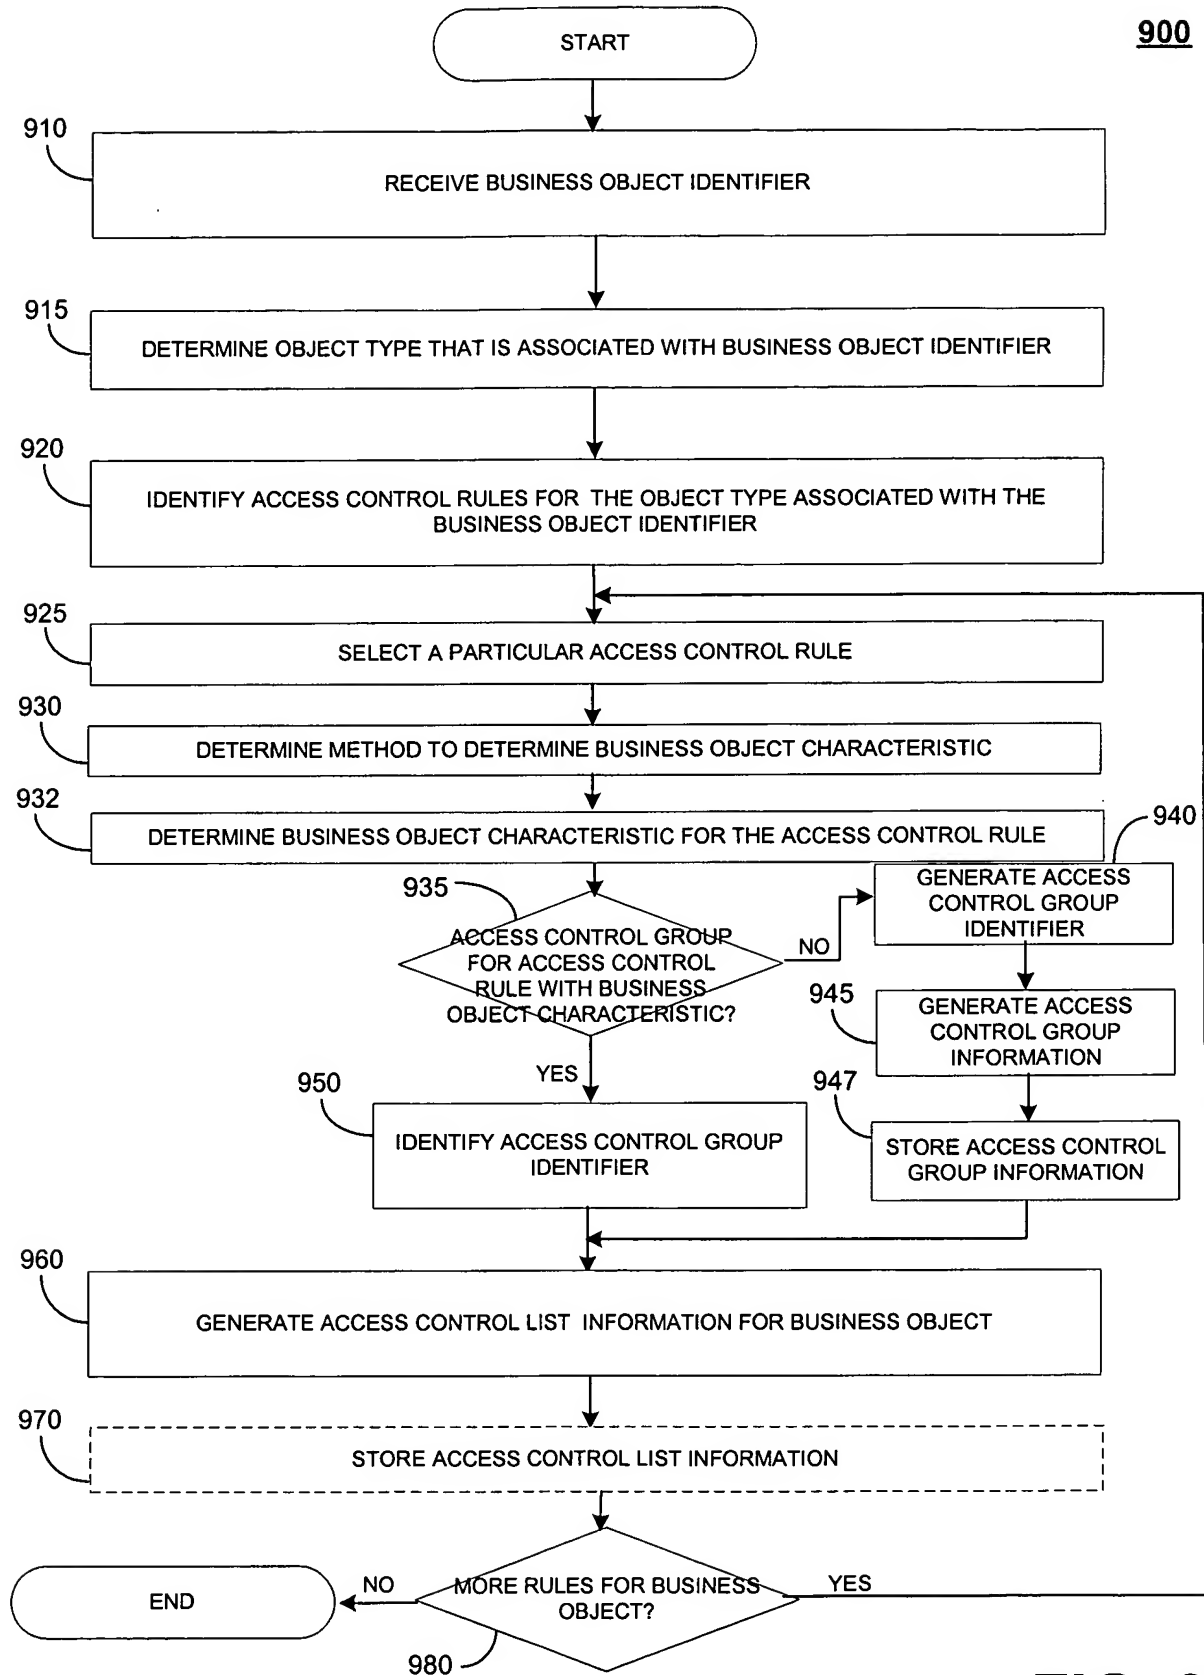 START
900
910
RECEIVE BUSINESS OBJECT IDENTIFIER
915
DETERMINE OBJECT TYPE THAT IS ASSOCIATED WITH BUSINESS OBJECT IDENTIFIER
920
IDENTIFY ACCESS CONTROL RULES FOR THE OBJECT TYPE ASSOCIATED WITH THE
BUSINESS OBJECT IDENTIFIER
925
SELECT A PARTICULAR ACCESS CONTROL RULE
930
DETERMINE METHOD TO DETERMINE BUSINESS OBJECT CHARACTERISTIC
932
DETERMINE BUSINESS OBJECT CHARACTERISTIC FOR THE ACCESS CONTROL RULE
935
ACCESS CONTROL GROUP
FOR ACCESS CONTROL
RULE WITH BUSINESS
OBJECT CHARACTERISTIC?
NO
940
GENERATE ACCESS
CONTROL GROUP
IDENTIFIER
945
GENERATE ACCESS
CONTROL GROUP
INFORMATION
947
STORE ACCESS CONTROL
GROUP INFORMATION
YES
950
IDENTIFY ACCESS CONTROL GROUP
IDENTIFIER
960
GENERATE ACCESS CONTROL LIST INFORMATION FOR BUSINESS OBJECT
970
STORE ACCESS CONTROL LIST INFORMATION
MORE RULES FOR BUSINESS
OBJECT?
NO
YES
END
980